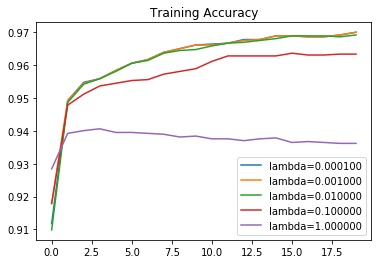 Training Accuracy
0.97
0.96
0.95
0.94
0.93
0.92
0.91
0.0 2.5 5.0 7.5 10.0 12.5 15.0 17.5
lambda=0.000100
lambda=0.001000
lambda=0.010000
lambda=0.100000
lambda=1.000000